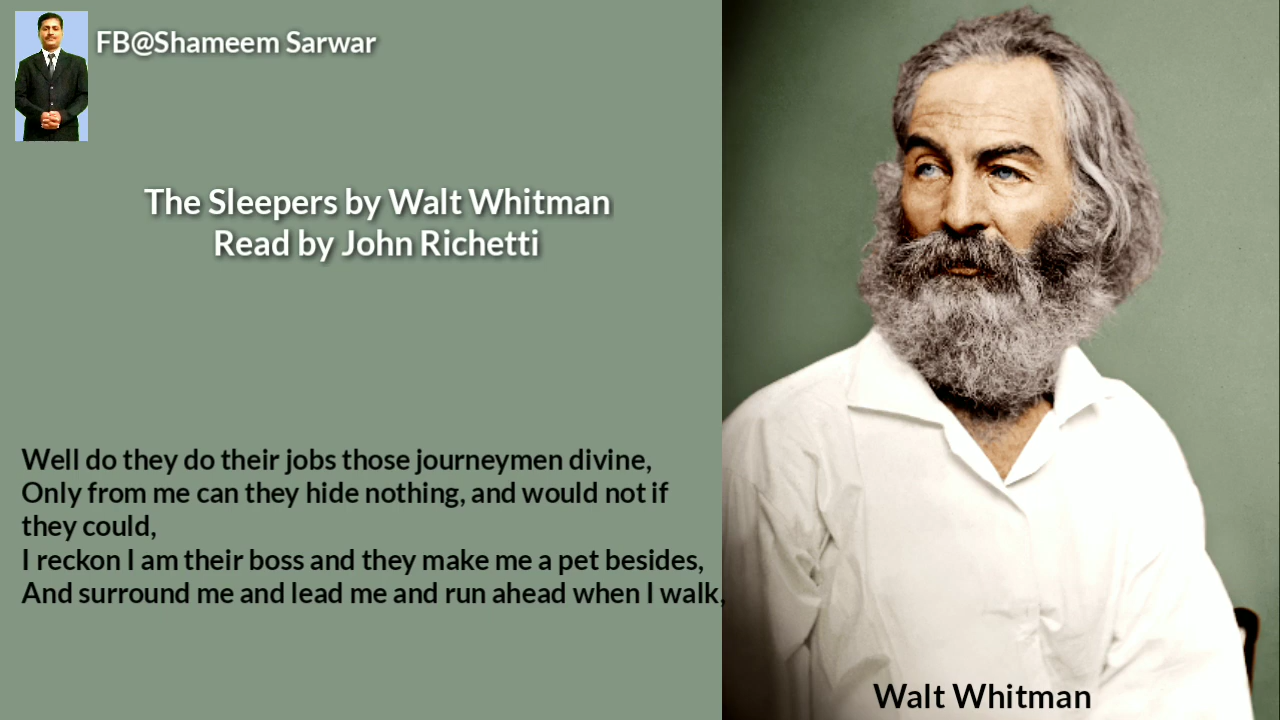 FB@Shameem Sarwar
The Sleepers by Walt Whitman
Read by John Richetti
Well do they do their jobs those journeymen divine,
Only from me can they hide nothing, and would not if
they could,
I reckon I am their boss and they make me a pet besides,
And surround me and lead me and run ahead when I walk,
Walt Whitman